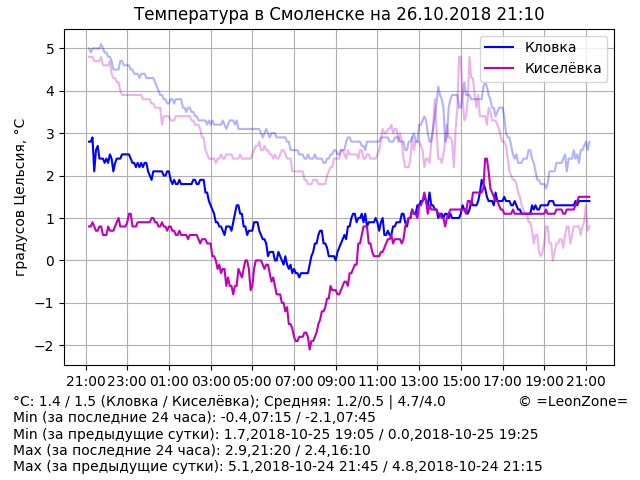 Температура в Смоленске на 26.10.2018 21:10
Кловка
Киселёвка
градусов Цельсия, °C
5
4
3
2
1
0
−1
−2
21:00 23:00 01:00 03:00 05:00 07:00 09:00 11:00 13:00 15:00 17:00 19:00 21:00
°C: 1.4 / 1.5 (Кловка / Киселёвка); Средняя: 1.2/0.5 | 4.7/4.0 © =LeonZone=
Min (за последние 24 часа): -0.4,07:15 / -2.1,07:45
Min (за предыдущие сутки): 1.7,2018-10-25 19:05 / 0.0,2018-10-25 19:25
Max (за последние 24 часа): 2.9,21:20 / 2.4,16:10
Max (за предыдущие сутки): 5.1,2018-10-24 21:45 / 4.8,2018-10-24 21:15